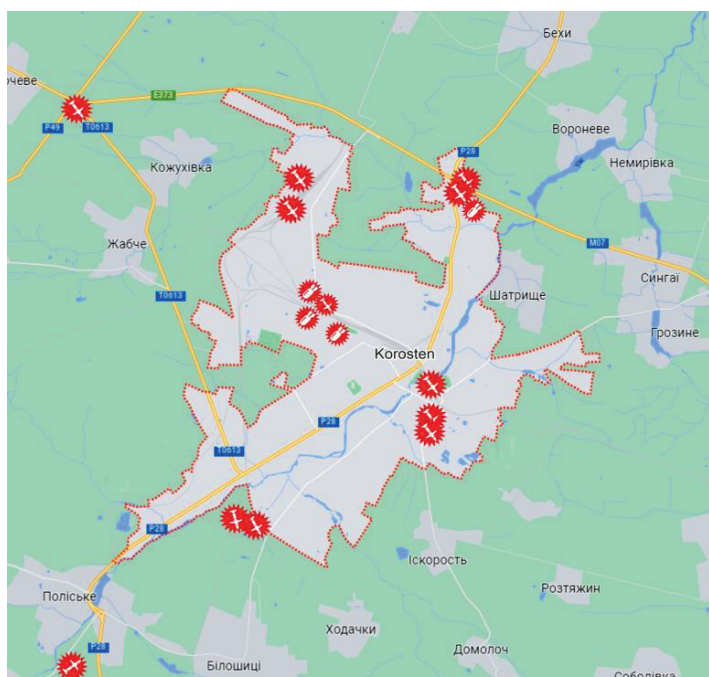 Бехи
очеве
E373
P49
T0613
P28
Вороневе
Кожухівка
Немирівка
Жабче
M07
Сингаї
T0613
Шатрище
Грозине
Korosten
P28
T0613
P28
Іскорость
Розтяжин
Поліське
Ходачки
P28
Білошиці
Домолоч
Соболівка